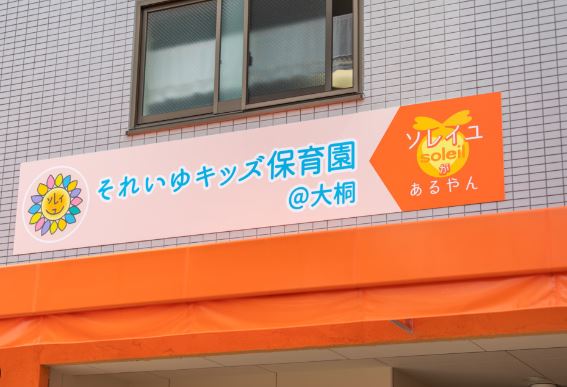 ソレイユ
それいゆキッズ保育園
@大桐
ソレイユ
soleil
が
あるやん